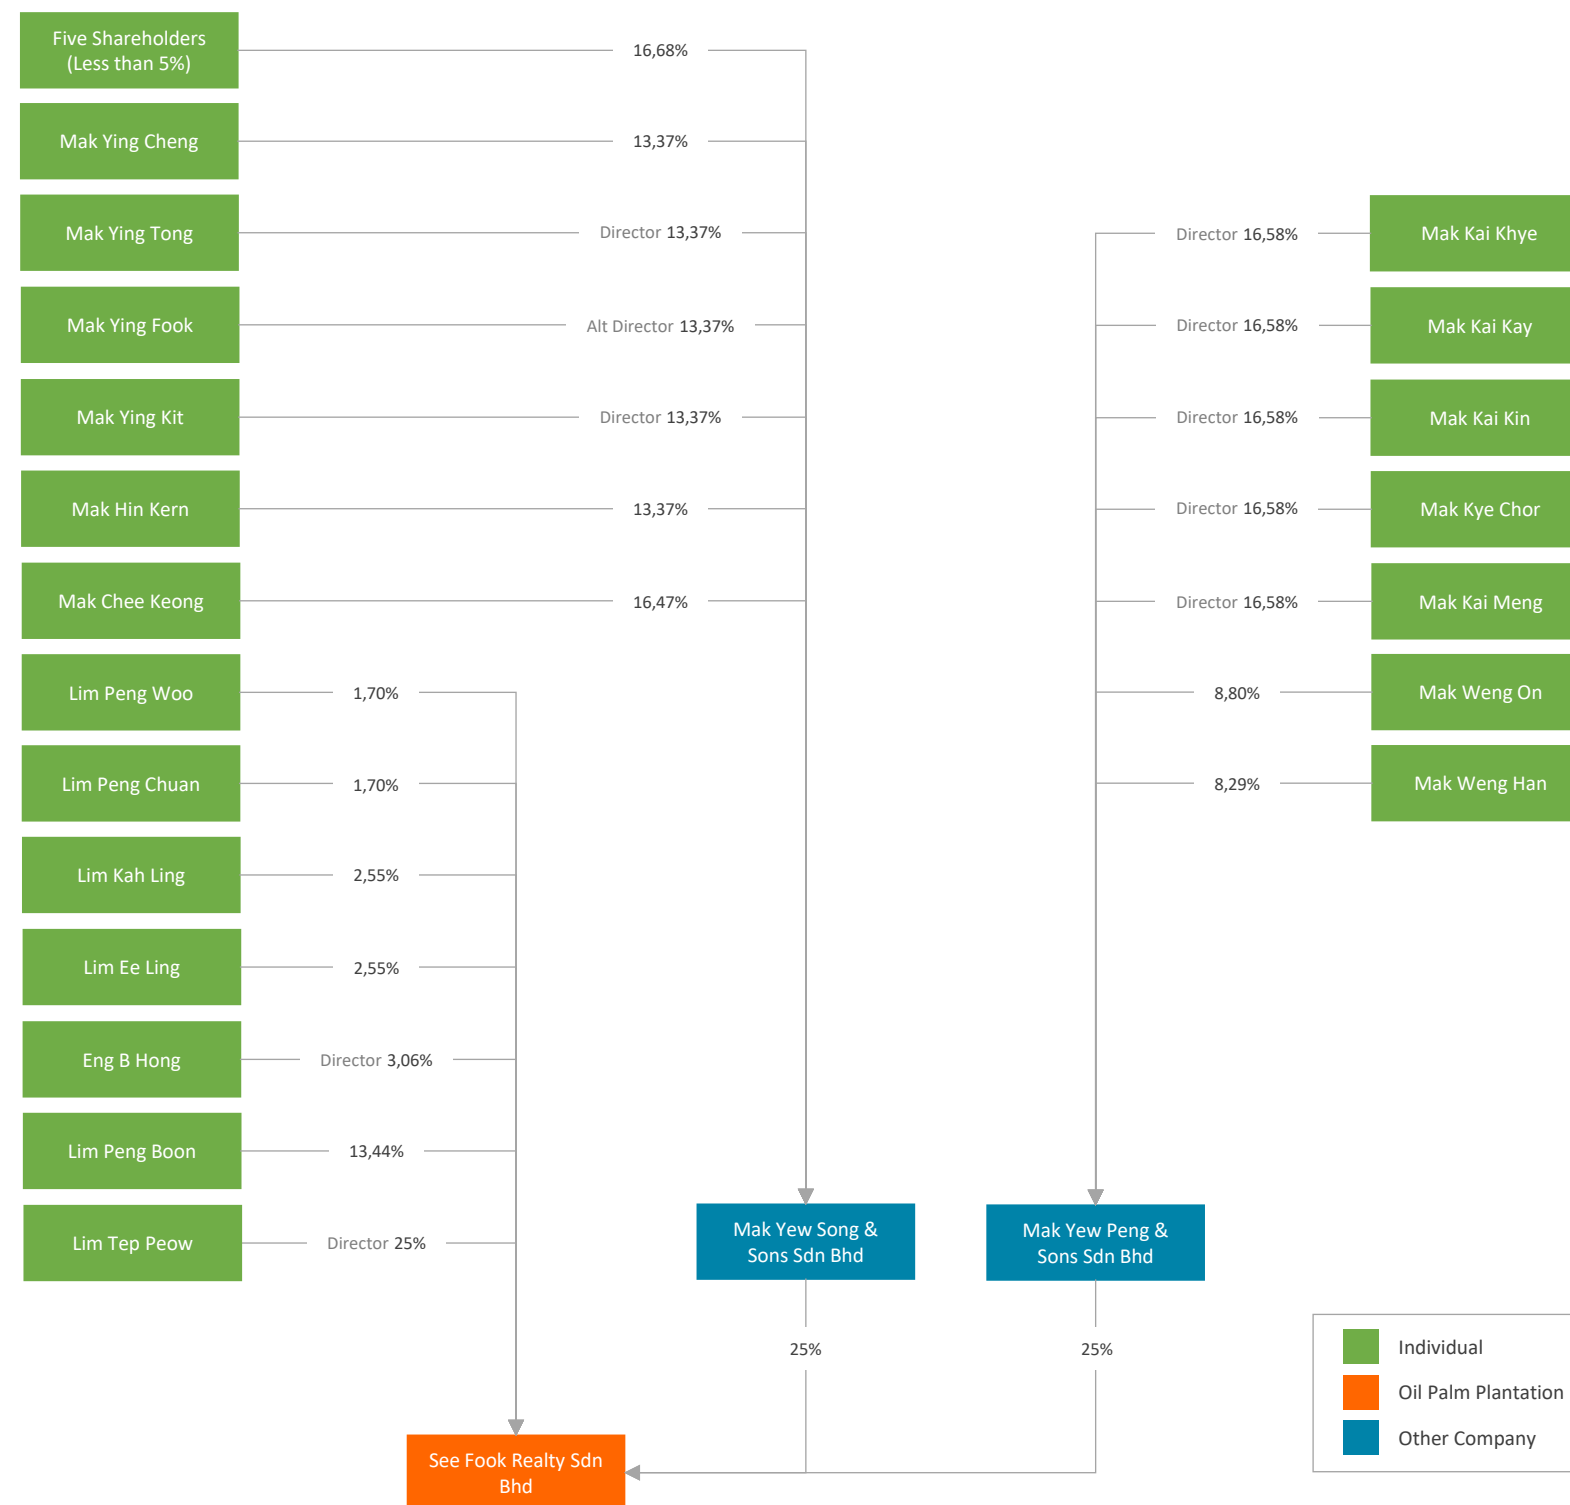 Five Shareholders
(Less than 5%)
16,68%
Mak Ying Cheng
13,37%
Mak Ying Tong
Director 13,37%
Mak Ying Fook
Alt Director 13,37%
Mak Ying Kit
Director 13,37%
Mak Hin Kern
13,37%
Mak Chee Keong
16,47%
Lim Peng Woo
1,70%
Lim Peng Chuan
1,70%
Lim Kah Ling
2,55%
Lim Ee Ling
2,55%
Eng B Hong
Director 3,06%
Lim Peng Boon
13,44%
Lim Tep Peow
Director 25%
Director 16,58%
Mak Kai Khye
Director 16,58%
Mak Kai Kay
Director 16,58%
Mak Kai Kin
Director 16,58%
Mak Kye Chor
Director 16,58%
Mak Kai Meng
8,80%
Mak Weng On
8,29%
Mak Weng Han
Mak Yew Song &
Sons Sdn Bhd
Mak Yew Peng &
Sons Sdn Bhd
25%
25%
See Fook Realty Sdn
Bhd
Individual
Oil Palm Plantation
Other Company